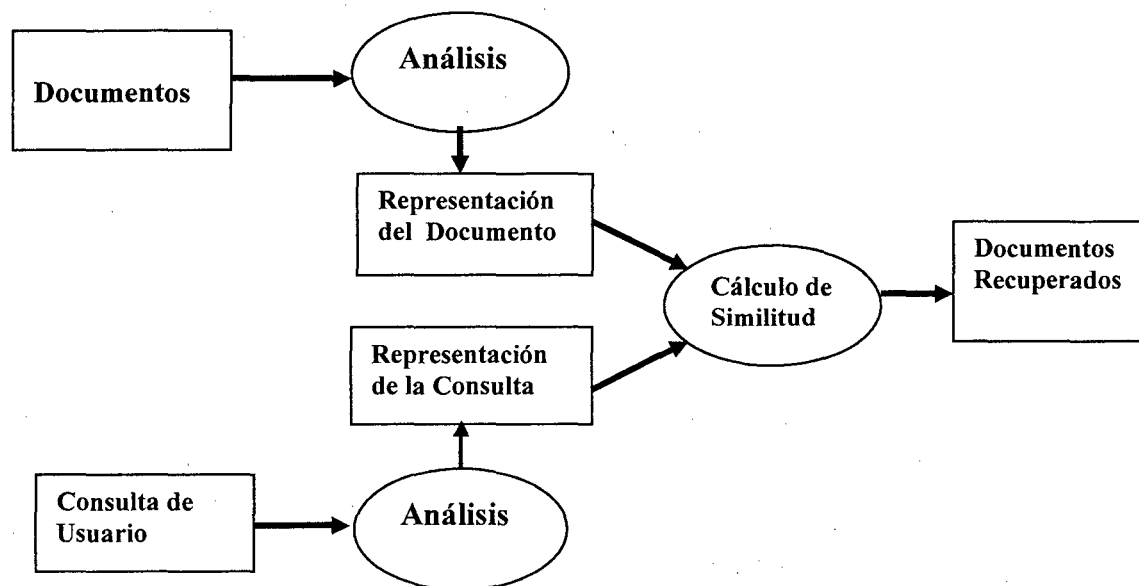 Documentos
Análisis
Representación
del Documento
Cálculo de
Similitud
Documentos
Recuperados
Representación
de la Consulta
Consulta de
Usuario
Análisis